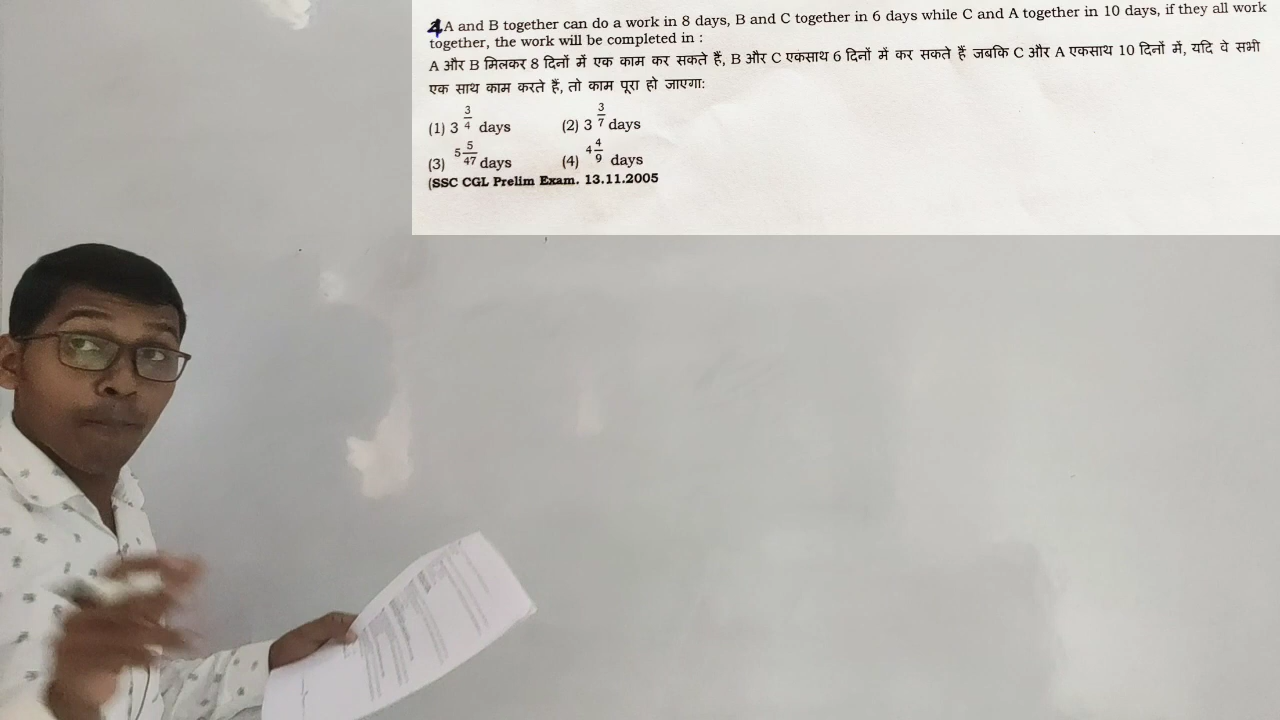 4 A and B together can do a work in 8 days, B and C together in 6 days while C and A together in 10 days, if they all work
together, the work will be completed in :
A और B मिलकर 8 दिनों में एक काम कर सकते हैं, B और C एकसाथ 6 दिनों में कर सकते हैं जबकि C और A एकसाथ 10 दिनों में, यदि वे सभी
एक साथ काम करते हैं, तो काम पूरा हो जाएगा:
(1) 3 3/4 days (2) 3 3/7 days
(3) 5 5/47 days (4) 4 4/9 days
(SSC CGL Prelim Exam. 13.11.2005